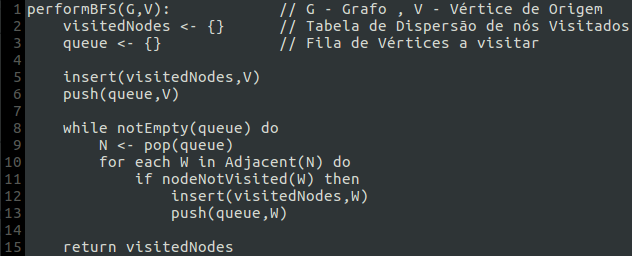 1 performBFS(G,V):           // G - Grafo , V - Vértice de Origem
2     visitedNodes <- {}      // Tabela de Dispersão de nós Visitados
3     queue <- {}             // Fila de Vértices a visitar
4
5     insert(visitedNodes,V)
6     push(queue,V)
7
8     while notEmpty(queue) do
9         N <- pop(queue)
10         for each W in Adjacent(N) do
11             if nodeNotVisited(W) then
12                 insert(visitedNodes,W)
13                 push(queue,W)
14
15     return visitedNodes